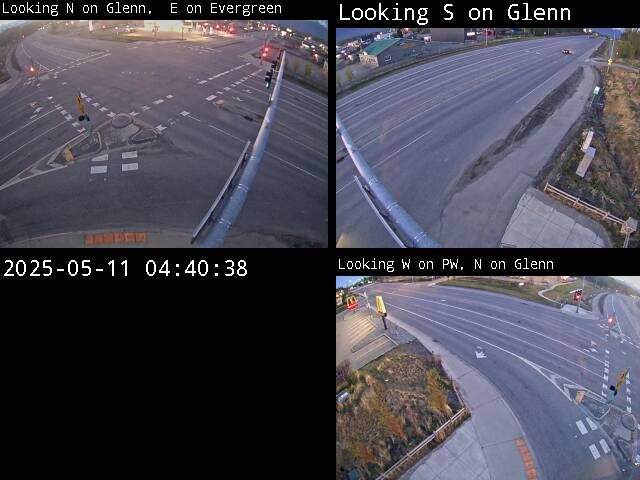 Looking N on Glenn,  E on Evergreen
Looking S on Glenn
2025-05-11 04:40:38
Looking W on PW, N on Glenn